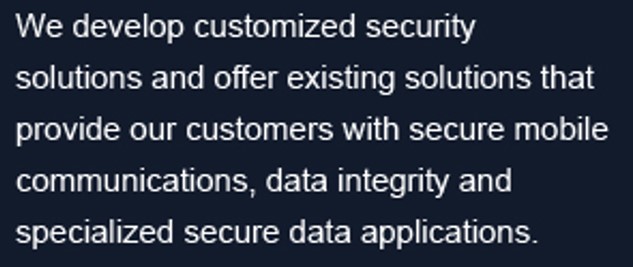 We develop customized security
solutions and offer existing solutions that
provide our customers with secure mobile
communications, data integrity and
specialized secure data applications.